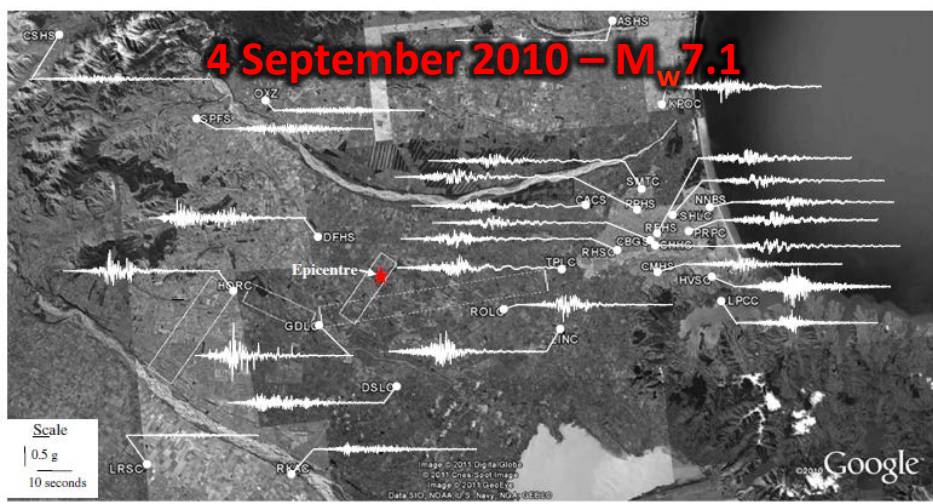 CSHS
ASHS
4 September 2010 – Mw7.1
OXZ
KPOC
SPFS
SMTC
CACS
PPHS
NNBS
SHLC
REHS
PRPC
DFHS
CBGS
CHHC
RHSC
Epicentre
TPLC
CMHS
HVSC
HORC
LPCC
ROLC
GDLC
LINC
DSLC
Scale
0.5 g
10 seconds
LRSC
RKAC
Image © 2011 DigitalGlobe
© 2011 Cnes/Spot Image
Image © 2011 GeoEye
Data SIO, NOAA, U.S. Navy, NGA, GEBCO
©2010 Google